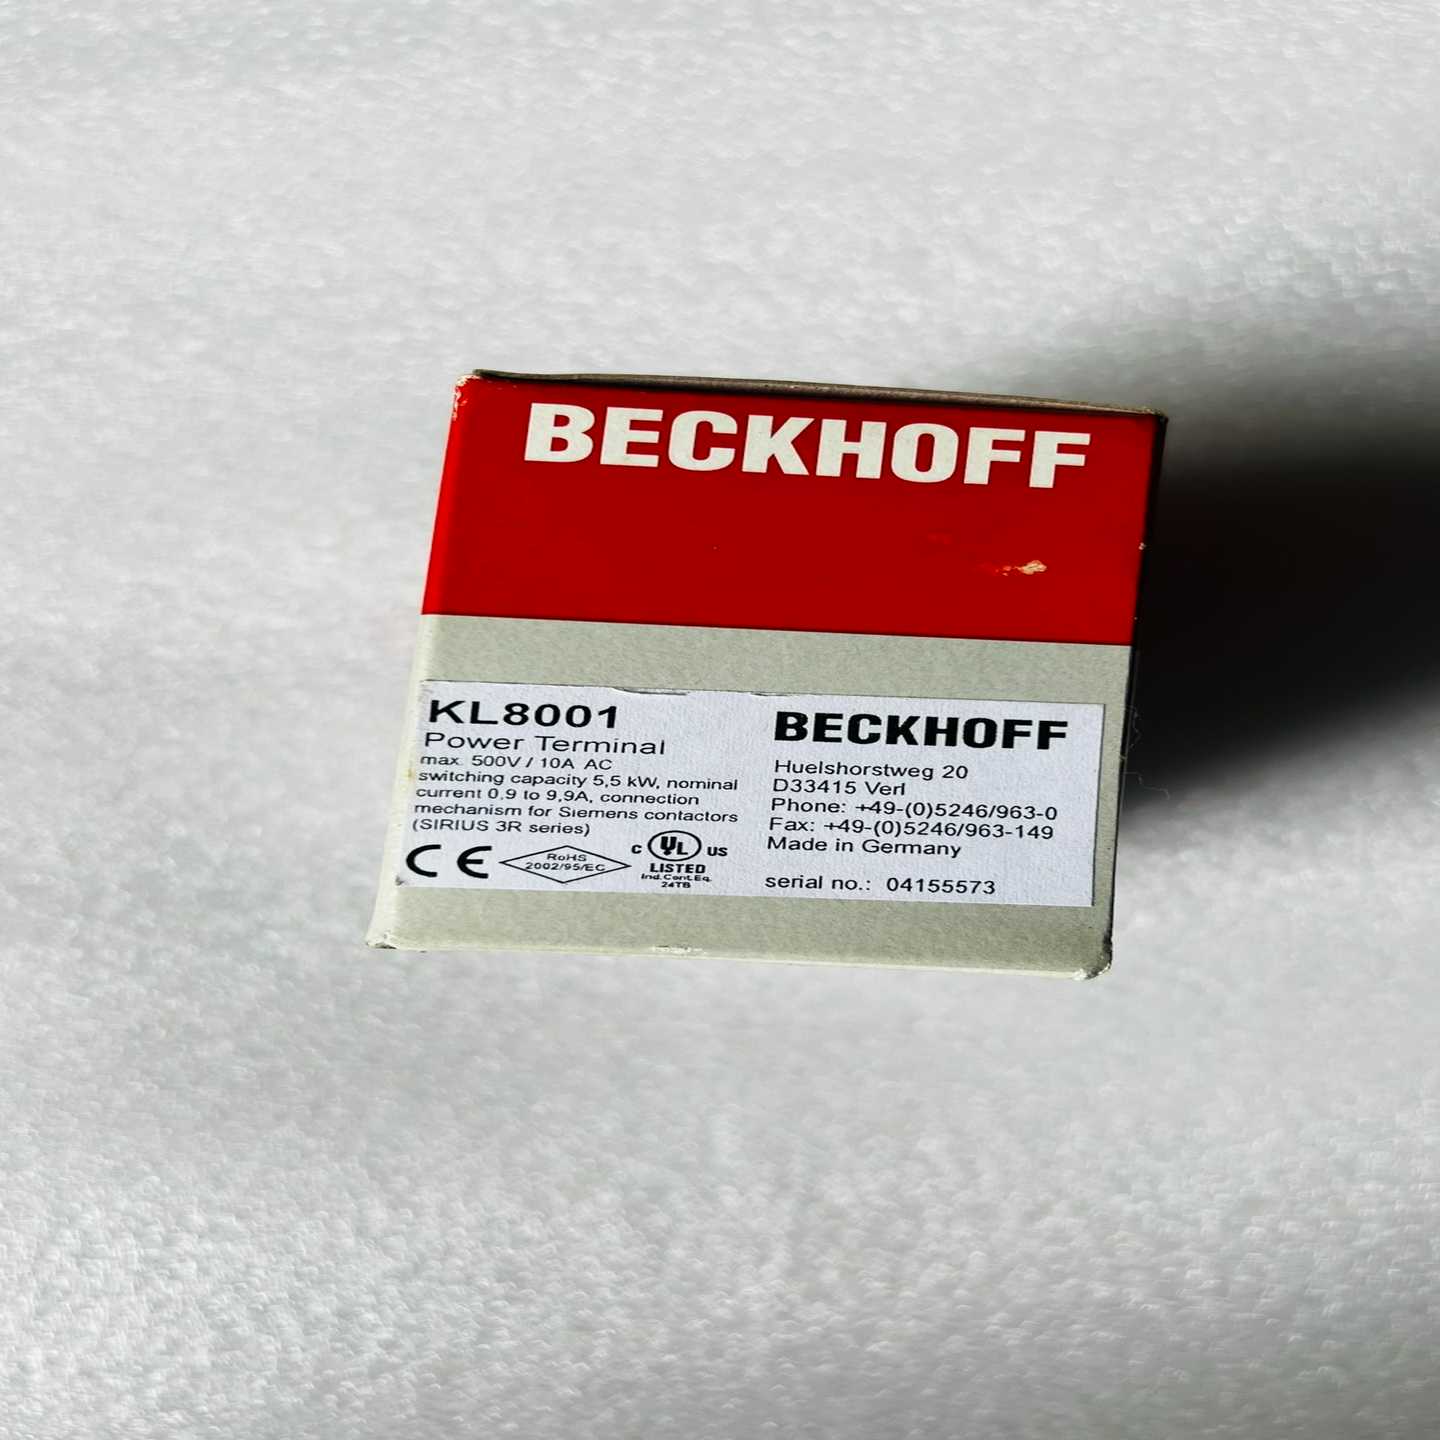 BECKHOFF
KL8001
Power Terminal
max. 500V / 10A AC
switching capacity 5,5 kW, nominal
current 0,9 to 9,9A, connection
mechanism for Siemens contactors
(SIRIUS 3R series)
CE
RoHS
2002/95/EC
C UL US
LISTED
Ind.Cont.Eq.
24TB
BECKHOFF
Huelshorstweg 20
D33415 Verl
Phone: +49-(0)5246/963-0
Fax: +49-(0)5246/963-149
Made in Germany
serial no.: 04155573